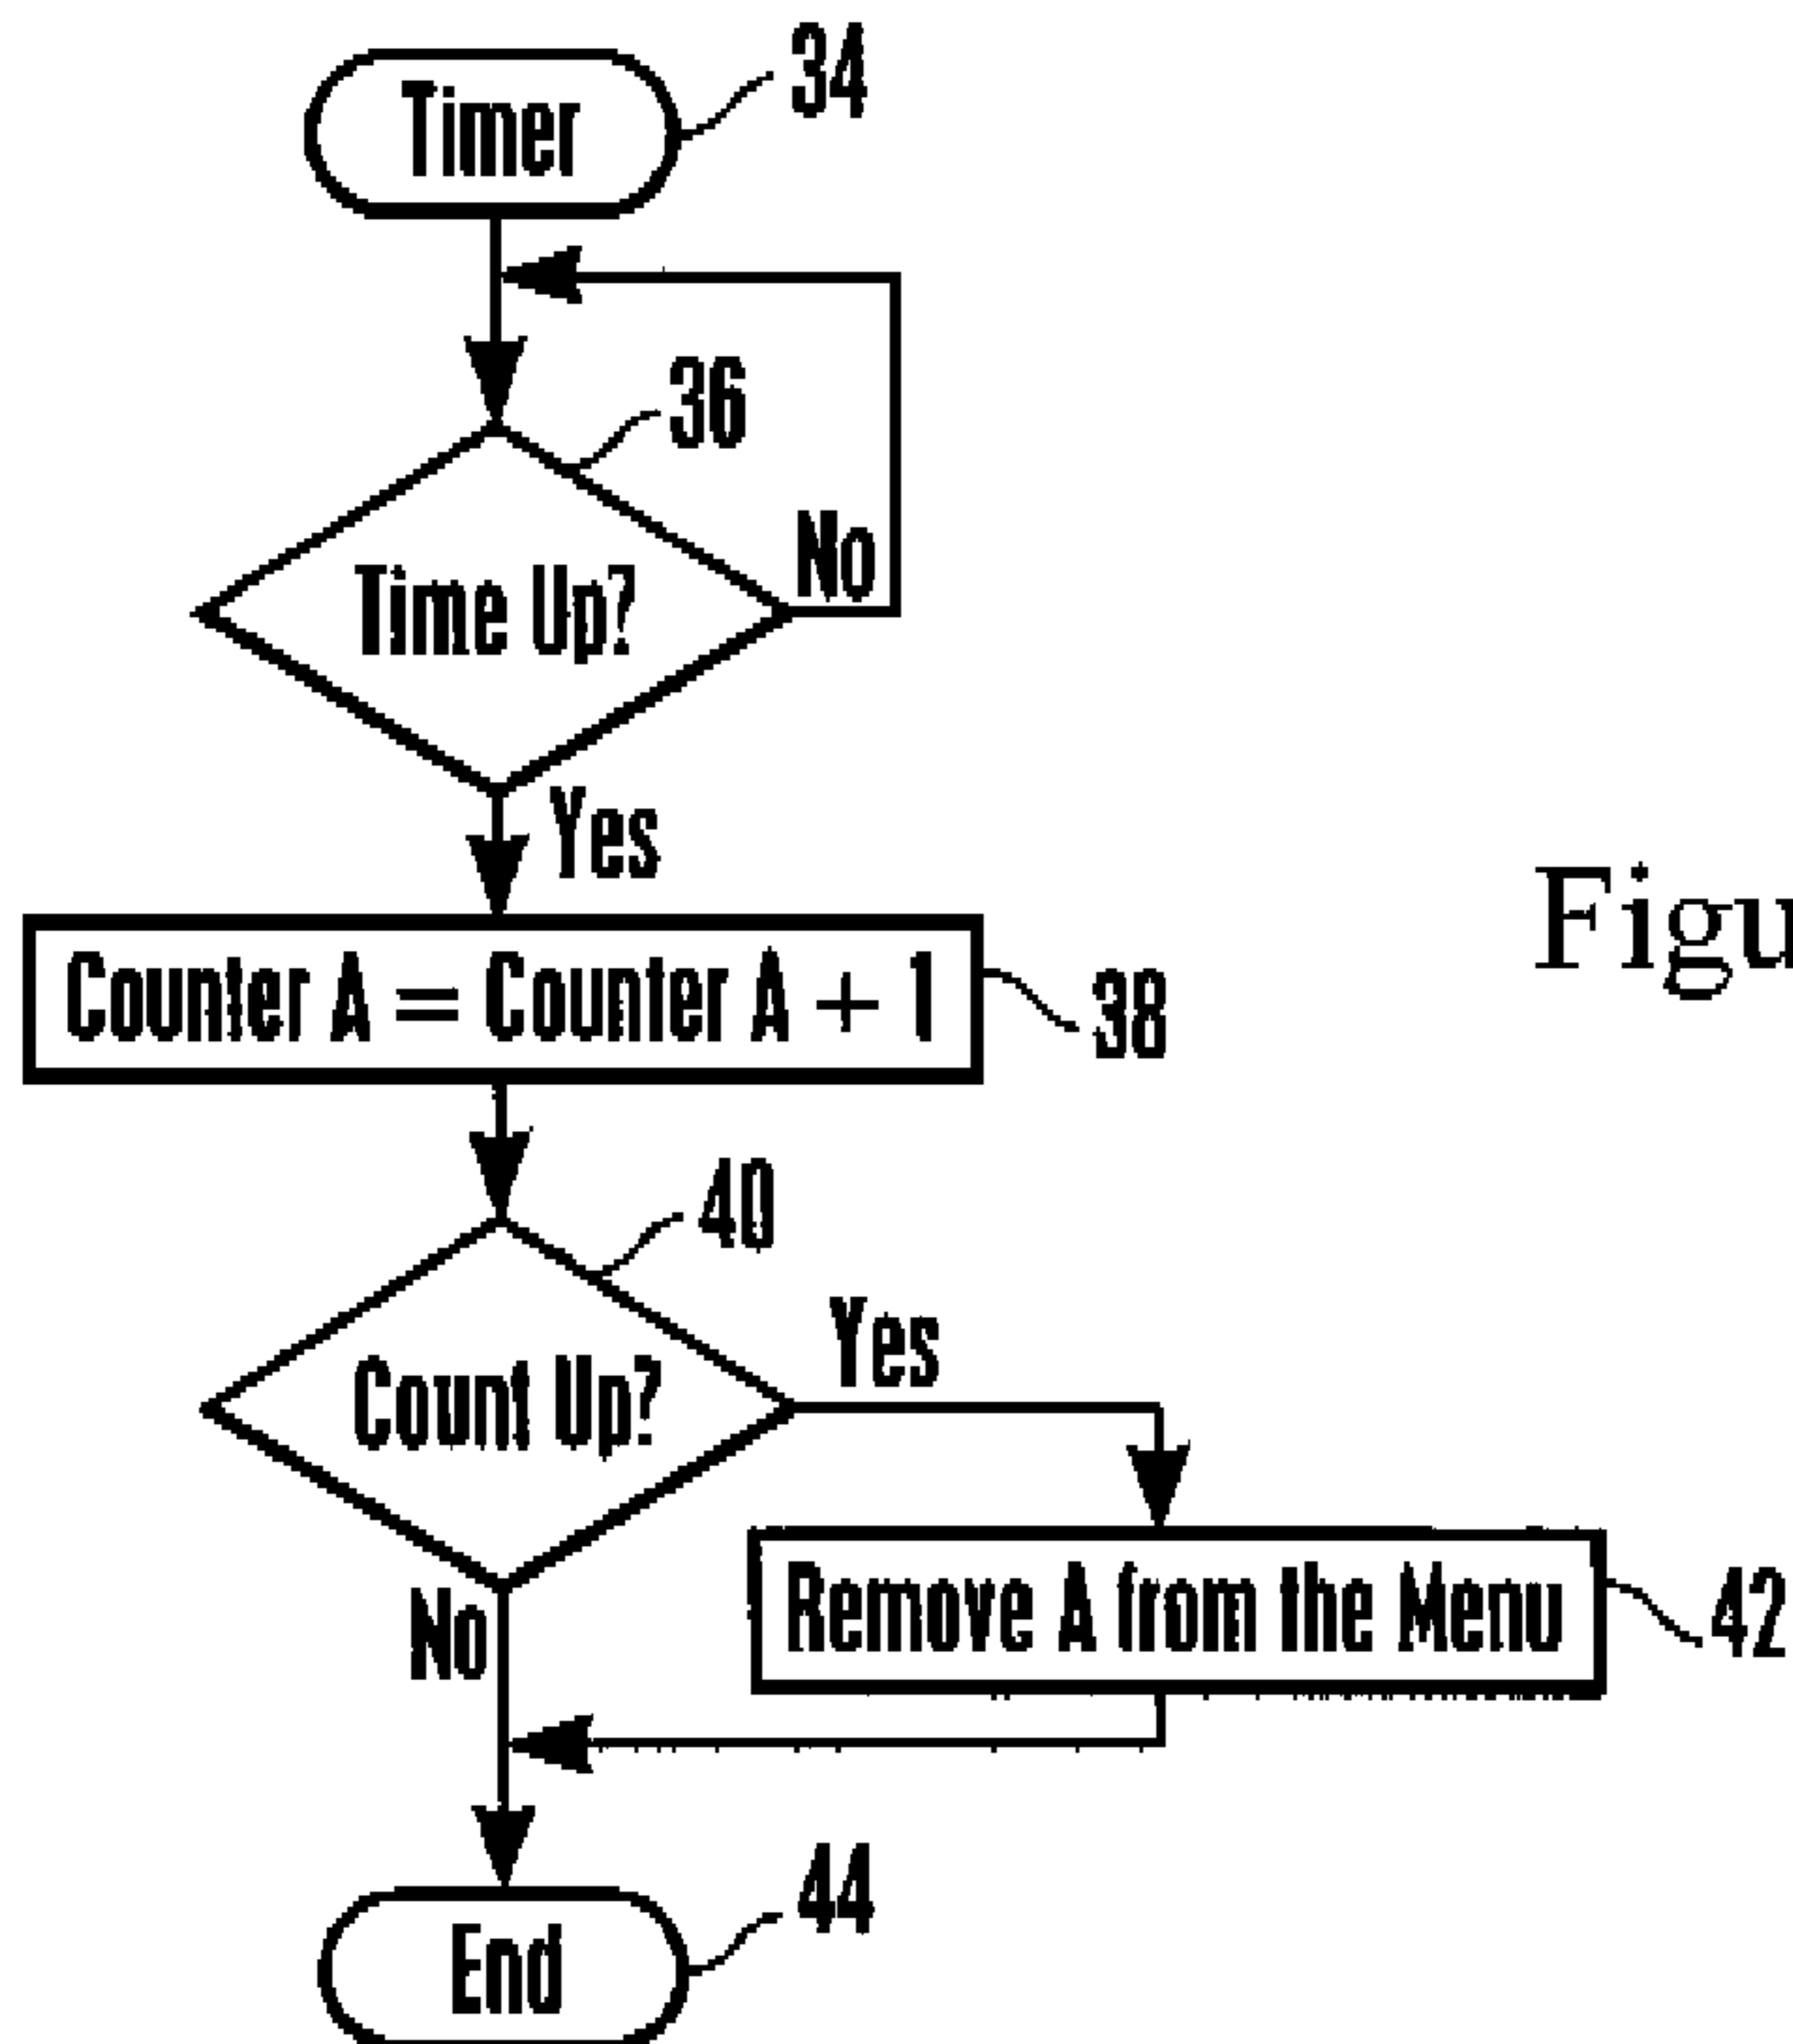 Timer
34
36
No
Time Up?
Yes
Figu
Counter A = Counter A + 1
38
40
Yes
Count Up?
Remove A from the Menu
42
No
44
End